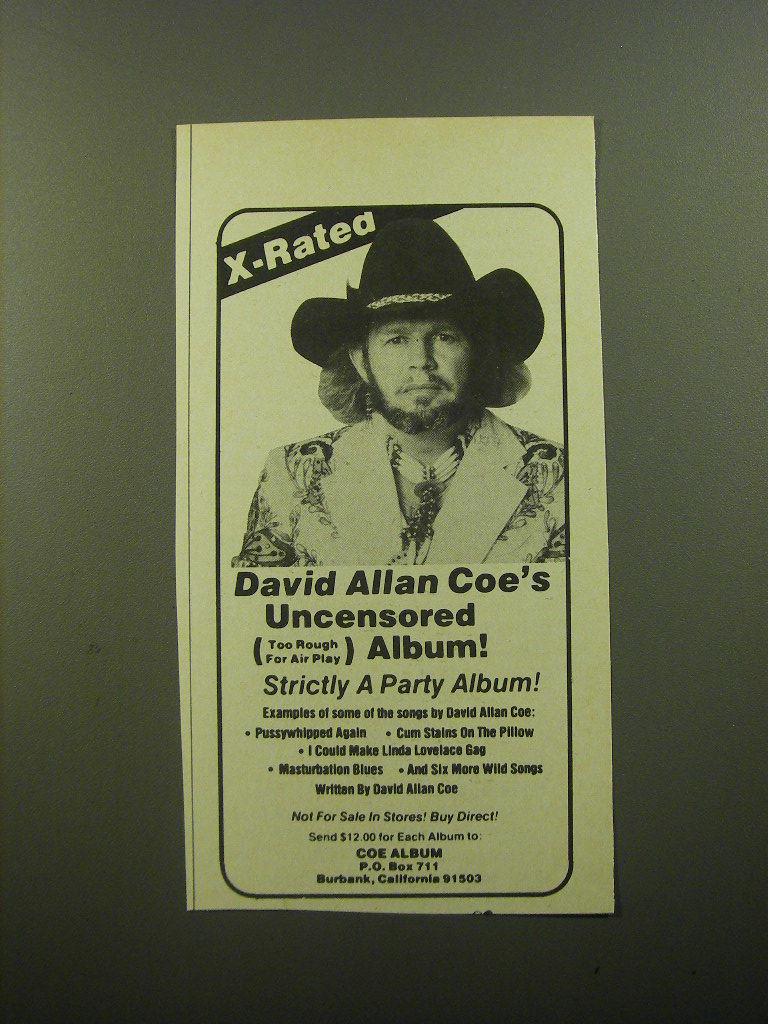 X-Rated
David Allan Coe's
Uncensored
(Too Rough For Air Play) Album!
Strictly A Party Album!
Examples of some of the songs by David Allan Coe:
• Pussywhipped Again • Cum Stains On The Pillow
• I Could Make Linda Lovelace Gag
• Masturbation Blues • And Six More Wild Songs
Written By David Allan Coe
Not For Sale In Stores! Buy Direct!
Send $12.00 for Each Album to:
COE ALBUM
P.O. Box 711
Burbank, California 91503